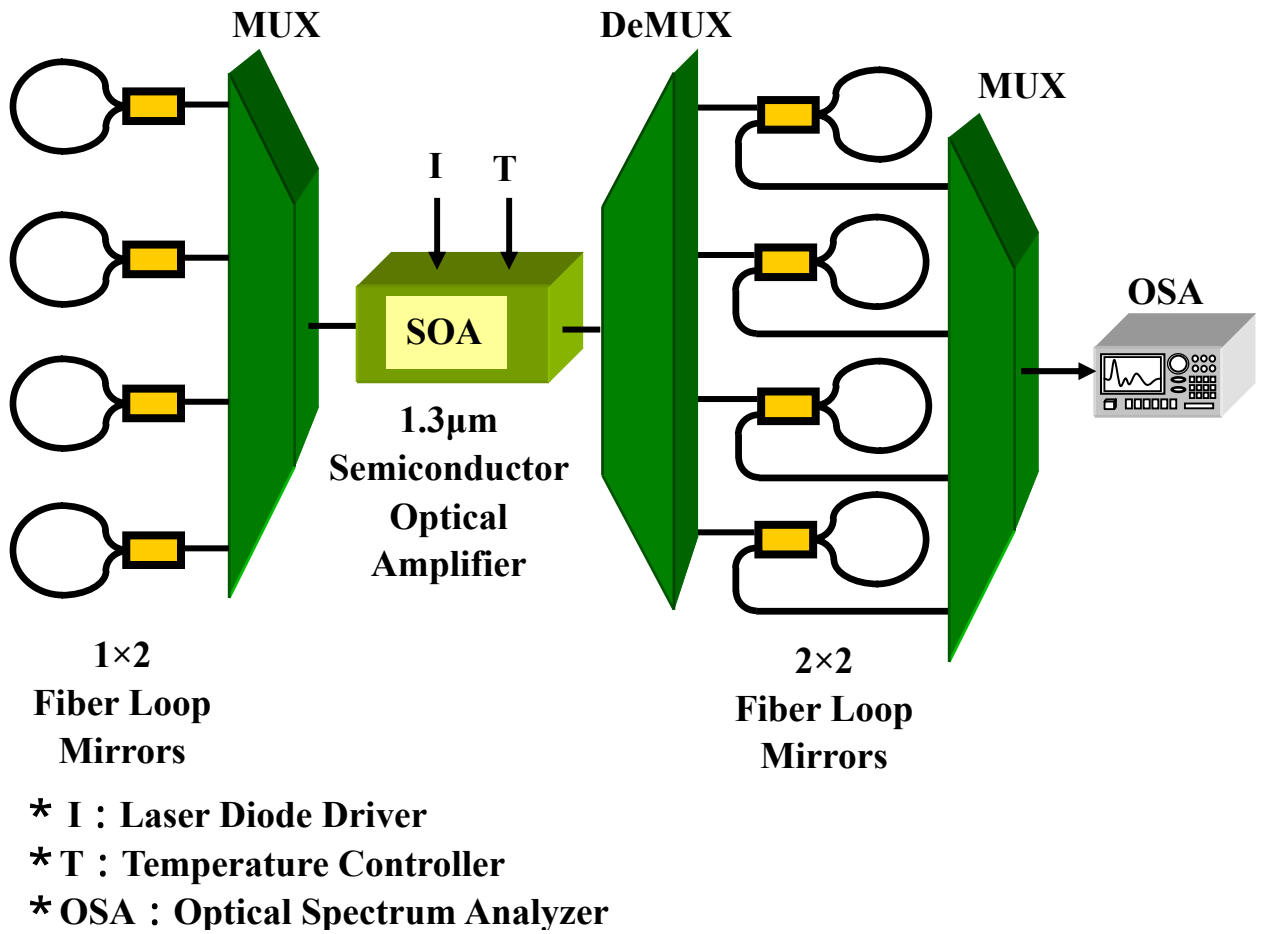 MUX
DeMUX
MUX
I
T
SOA
OSA
1.3μm
Semiconductor
Optical
Amplifier
1×2
Fiber Loop
Mirrors
2×2
Fiber Loop
Mirrors
* I：Laser Diode Driver
* T：Temperature Controller
* OSA：Optical Spectrum Analyzer